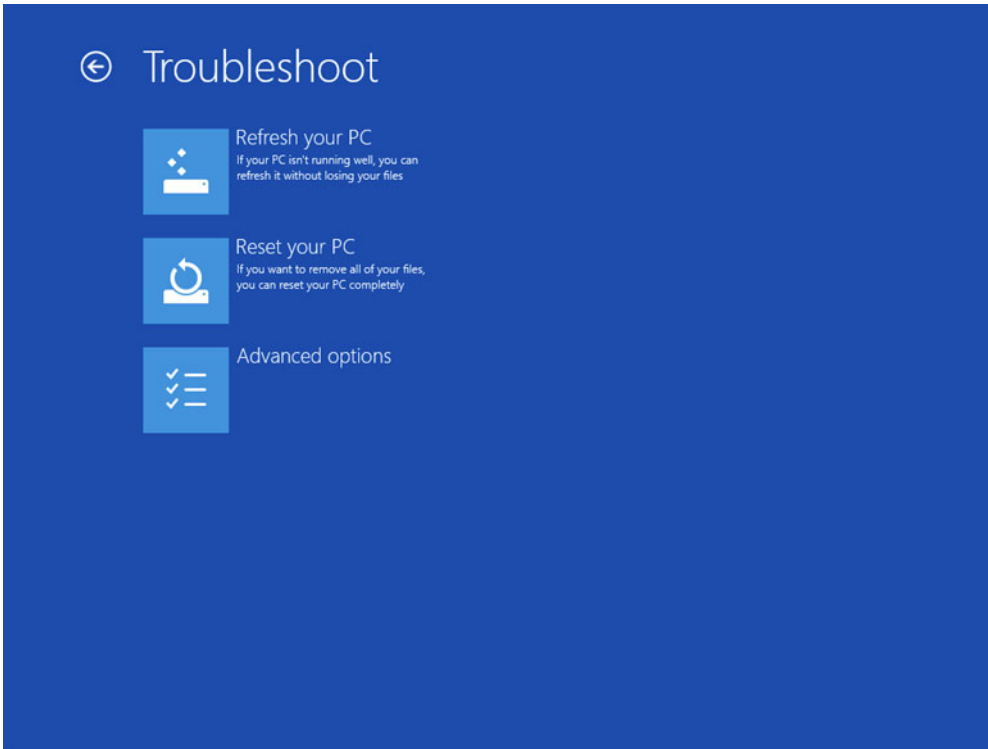 Troubleshoot
Refresh your PC
If your PC isn't running well, you can
refresh it without losing your files
Reset your PC
If you want to remove all of your files,
you can reset your PC completely
Advanced options